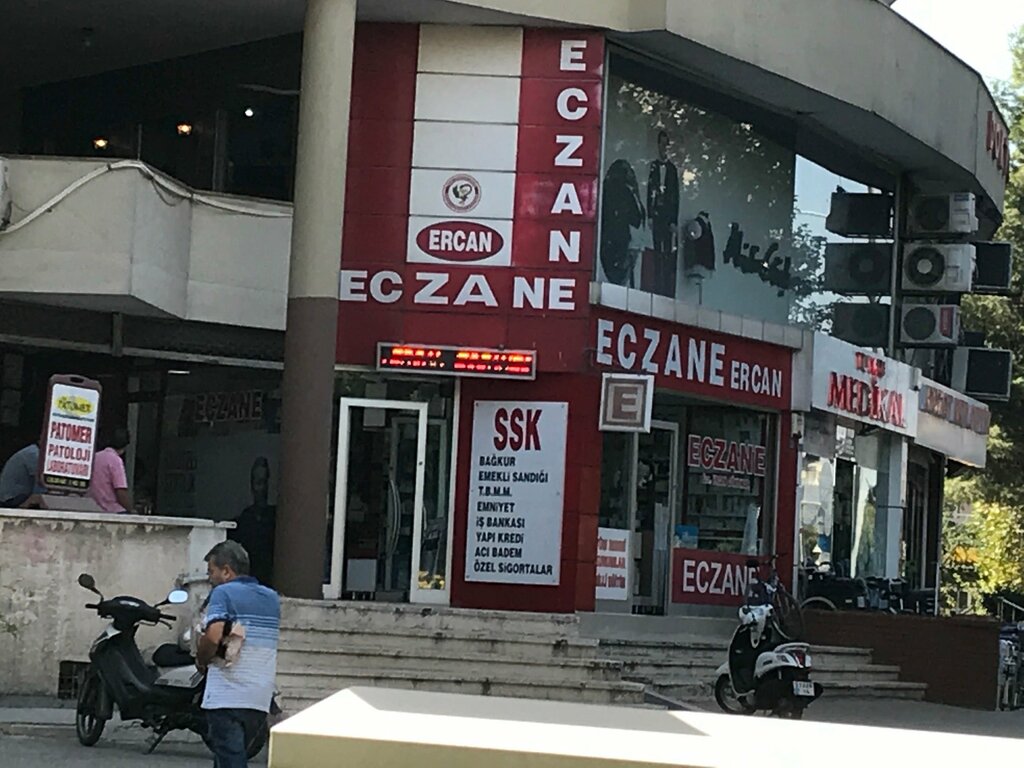 ECZANE
ERCAN
ECZANE
ECZANE ERCAN
E
SSK
BAĞKUR
EMEKLİ SANDIĞI
T.B.M.M.
EMNİYET
İŞ BANKASI
YAPI KREDİ
ACI BADEM
ÖZEL SİGORTALAR
ECZANE
ECZANE
ECZANE
MEDİKAL
PATOMER
PATOMER
PATOLOJİ
LABORATUVARI